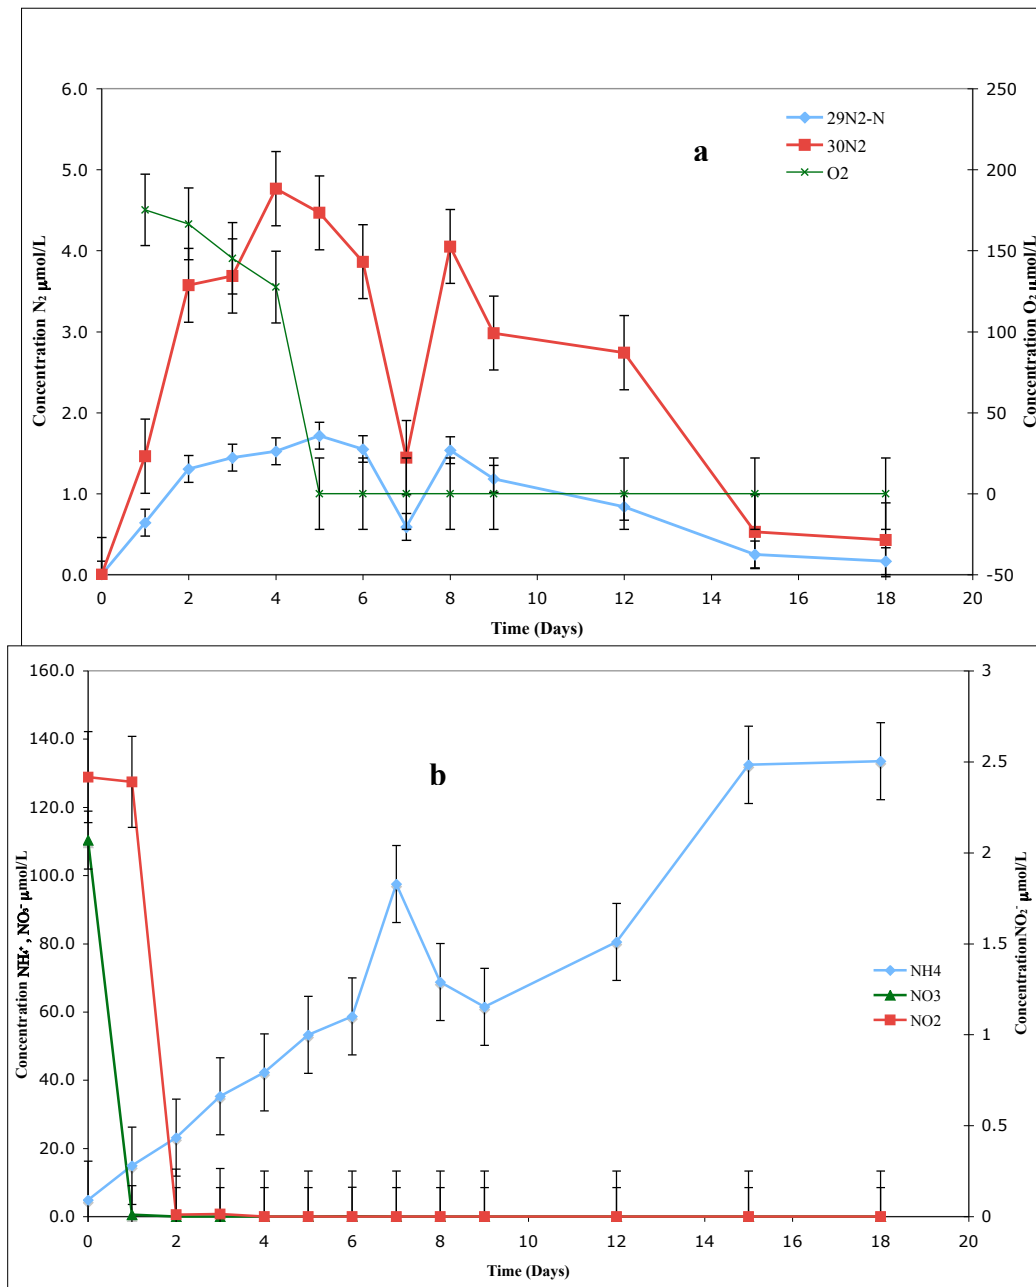 a
29N2-N
30N2
O2
6.0
5.0
4.0
3.0
2.0
1.0
0.0
250
200
150
100
50
0
-50
Concentration N₂ µmol/L
Concentration O₂ µmol/L
0 2 4 6 8 10 12 14 16 18 20
Time (Days)
b
160.0
140.0
120.0
100.0
80.0
60.0
40.0
20.0
0.0
3
2.5
2
1.5
1
0.5
0
Concentration NH₄⁺, NO₃⁻ µmol/L
ConcentrationNO₂⁻ µmol/L
NH4
NO3
NO2
0 2 4 6 8 10 12 14 16 18 20
Time (Days)